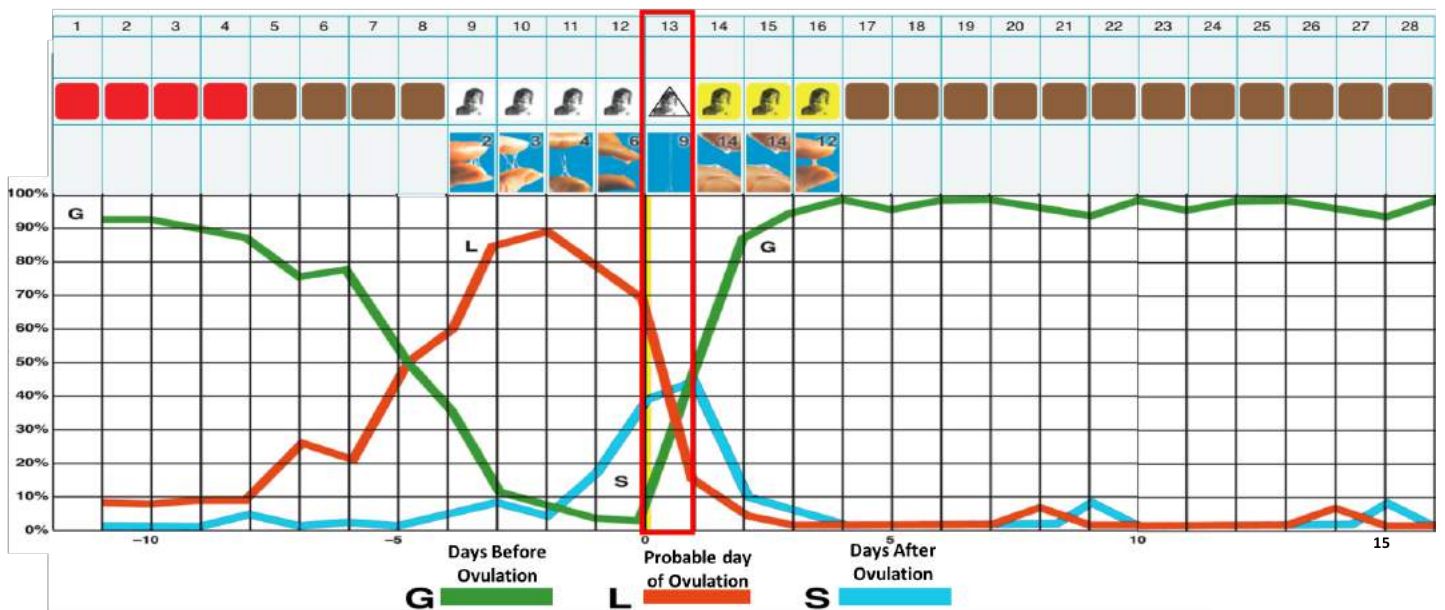 1 2 3 4 5 6 7 8 9 10 11 12 13 14 15 16 17 18 19 20 21 22 23 24 25 26 27 28
2 3 4 6 9 14 14 12
100%
G
90%
L
G
80%
70%
60%
50%
40%
30%
20%
S
10%
0%
-10 -5 0 5 10 15
Days Before Probable day Days After
Ovulation of Ovulation Ovulation
G L S